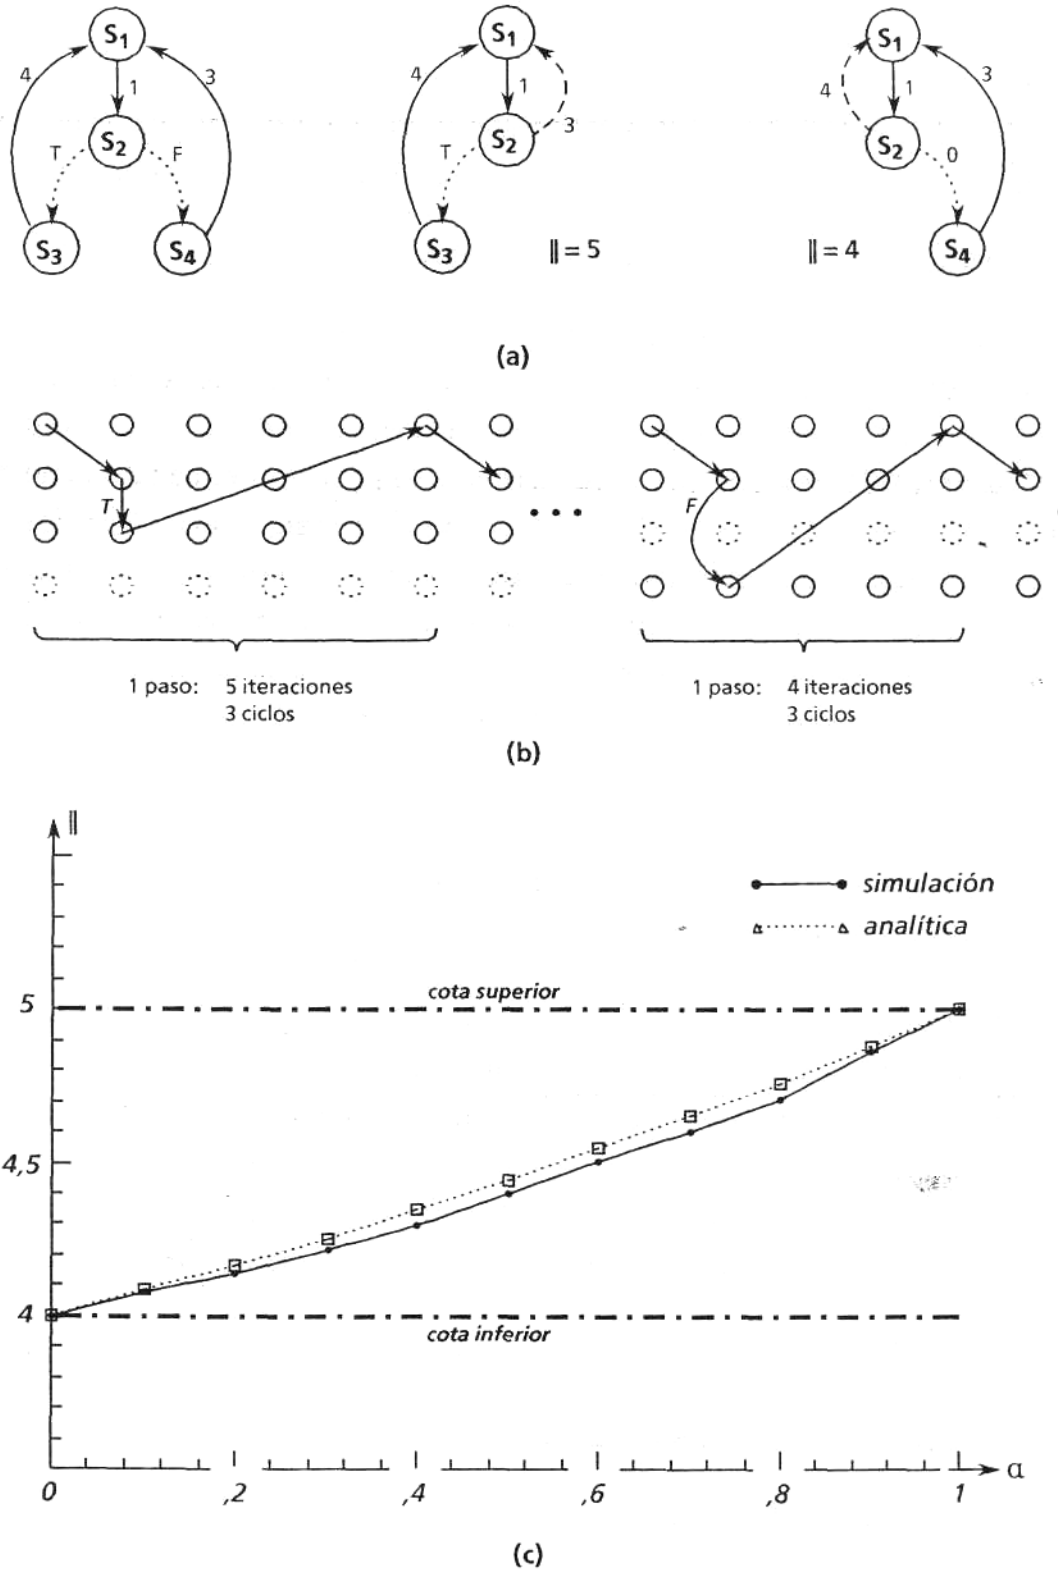 S1 S1 S1
4 1 3 4 1 3 4 1 3
S2 S2 S2
T F T 0
S3 S4 S3 S4
∥ = 5 ∥ = 4
(a)
T F
• • •
1 paso: 5 iteraciones
3 ciclos
1 paso: 4 iteraciones
3 ciclos
(b)
∥
simulación
analítica
5
cota superior
4,5
4
cota inferior
0 ,2 ,4 ,6 ,8 1 α
(c)